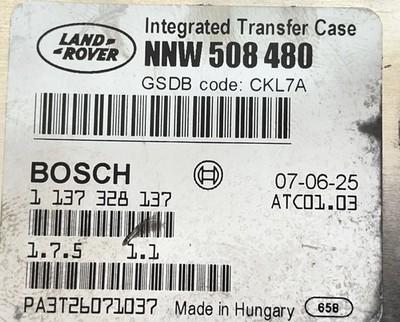 LAND-
-ROVER
Integrated Transfer Case
NNW 508 480
GSDB code: CKL7A
BOSCH
07-06-25
1 137 328 137
ATC01.03
1.7.5 1.1
PA3T26071037 Made in Hungary 658